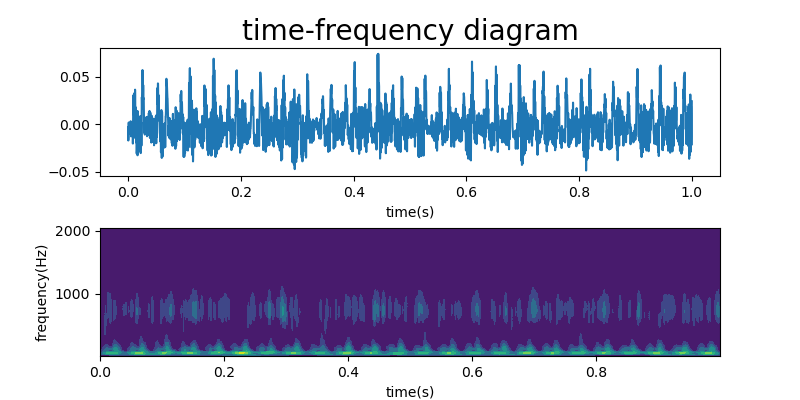 time-frequency diagram
0.05
0.00
−0.05
0.0 0.2 0.4 0.6 0.8 1.0
time(s)
2000
1000
frequency(Hz)
0.0 0.2 0.4 0.6 0.8
time(s)